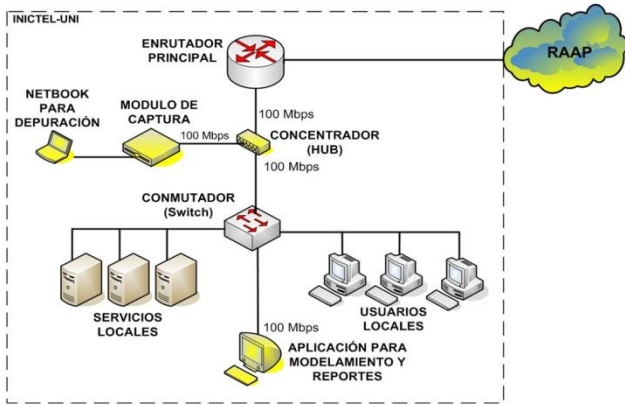 INICTEL-UNI
ENRUTADOR
PRINCIPAL
RAAP
NETBOOK
PARA
DEPURACIÓN
MODULO DE
CAPTURA
100 Mbps
100 Mbps
CONCENTRADOR
(HUB)
100 Mbps
CONMUTADOR
(Switch)
SERVICIOS
LOCALES
USUARIOS
LOCALES
100 Mbps
APLICACIÓN PARA
MODELAMIENTO Y
REPORTES